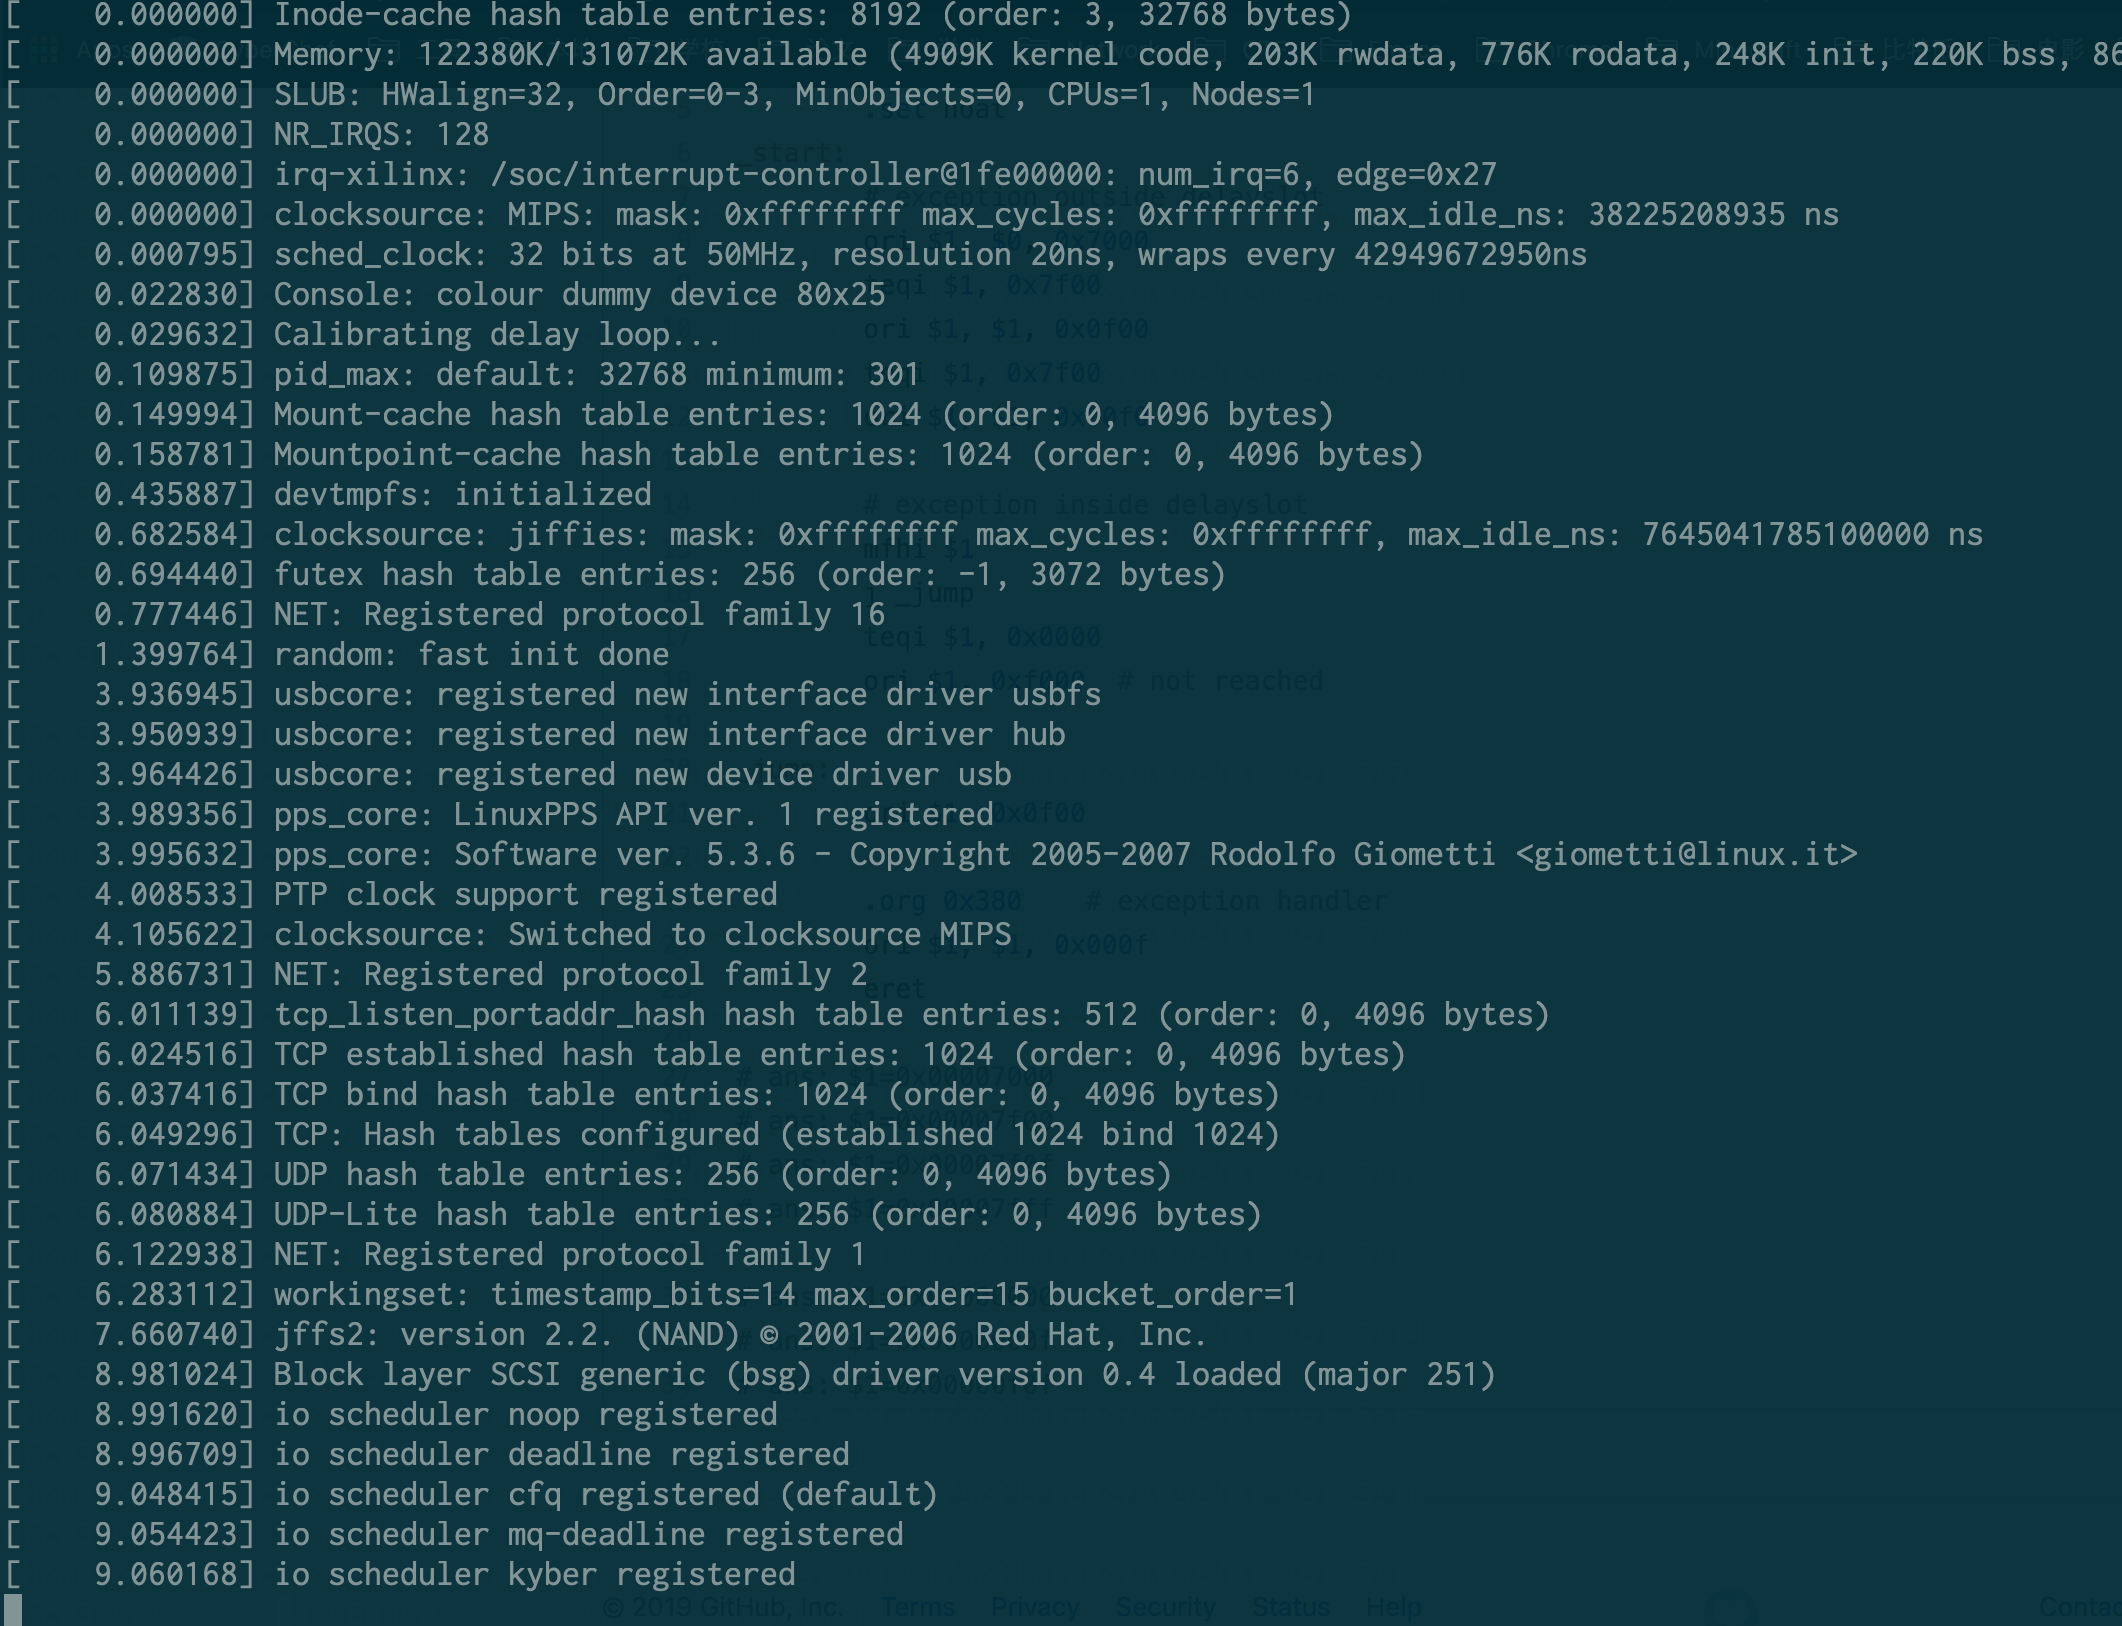 [    0.000000] Inode-cache hash table entries: 8192 (order: 3, 32768 bytes)
[    0.000000] Memory: 122380K/131072K available (4909K kernel code, 203K rwdata, 776K rodata, 248K init, 220K bss, 86
[    0.000000] SLUB: HWalign=32, Order=0-3, MinObjects=0, CPUs=1, Nodes=1
[    0.000000] NR_IRQS: 128
[    0.000000] irq-xilinx: /soc/interrupt-controller@1fe00000: num_irq=6, edge=0x27
[    0.000000] clocksource: MIPS: mask: 0xffffffff max_cycles: 0xffffffff, max_idle_ns: 38225208935 ns
[    0.000795] sched_clock: 32 bits at 50MHz, resolution 20ns, wraps every 42949672950ns
[    0.022830] Console: colour dummy device 80x25
[    0.029632] Calibrating delay loop...
[    0.109875] pid_max: default: 32768 minimum: 301
[    0.149994] Mount-cache hash table entries: 1024 (order: 0, 4096 bytes)
[    0.158781] Mountpoint-cache hash table entries: 1024 (order: 0, 4096 bytes)
[    0.435887] devtmpfs: initialized
[    0.682584] clocksource: jiffies: mask: 0xffffffff max_cycles: 0xffffffff, max_idle_ns: 7645041785100000 ns
[    0.694440] futex hash table entries: 256 (order: -1, 3072 bytes)
[    0.777446] NET: Registered protocol family 16
[    1.399764] random: fast init done
[    3.936945] usbcore: registered new interface driver usbfs
[    3.950939] usbcore: registered new interface driver hub
[    3.964426] usbcore: registered new device driver usb
[    3.989356] pps_core: LinuxPPS API ver. 1 registered
[    3.995632] pps_core: Software ver. 5.3.6 - Copyright 2005-2007 Rodolfo Giometti <giometti@linux.it>
[    4.008533] PTP clock support registered
[    4.105622] clocksource: Switched to clocksource MIPS
[    5.886731] NET: Registered protocol family 2
[    6.011139] tcp_listen_portaddr_hash hash table entries: 512 (order: 0, 4096 bytes)
[    6.024516] TCP established hash table entries: 1024 (order: 0, 4096 bytes)
[    6.037416] TCP bind hash table entries: 1024 (order: 0, 4096 bytes)
[    6.049296] TCP: Hash tables configured (established 1024 bind 1024)
[    6.071434] UDP hash table entries: 256 (order: 0, 4096 bytes)
[    6.080884] UDP-Lite hash table entries: 256 (order: 0, 4096 bytes)
[    6.122938] NET: Registered protocol family 1
[    6.283112] workingset: timestamp_bits=14 max_order=15 bucket_order=1
[    7.660740] jffs2: version 2.2. (NAND) © 2001-2006 Red Hat, Inc.
[    8.981024] Block layer SCSI generic (bsg) driver version 0.4 loaded (major 251)
[    8.991620] io scheduler noop registered
[    8.996709] io scheduler deadline registered
[    9.048415] io scheduler cfq registered (default)
[    9.054423] io scheduler mq-deadline registered
[    9.060168] io scheduler kyber registered
© 2019 GitHub, Inc. Terms Privacy Security Status Help